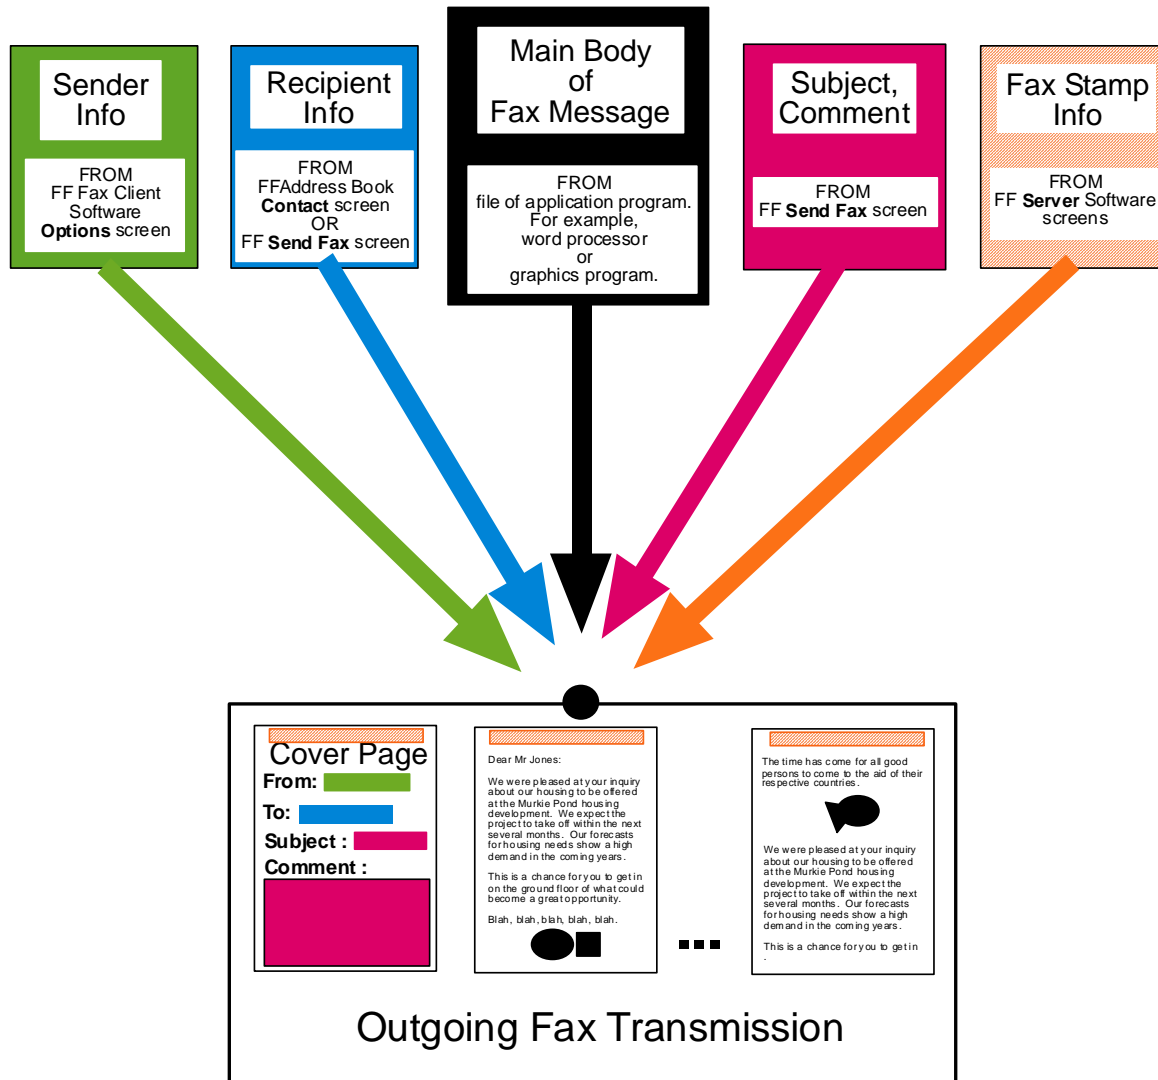 Sender
Info
FROM
FF Fax Client
Software
Options screen
Recipient
Info
FROM
FFAddress Book
Contact screen
OR
FF Send Fax screen
Main Body
of
Fax Message
FROM
file of application program.
For example,
word processor
or
graphics program.
Subject,
Comment
FROM
FF Send Fax screen
Fax Stamp
Info
FROM
FF Server Software
screens
Cover Page
From:
To:
Subject :
Comment :
Dear Mr Jones:
We were pleased at your inquiry
about our housing to be offered
at the Murkie Pond housing
development. We expect the
project to take off within the next
several months. Our forecasts
for housing needs show a high
demand in the coming years.
This is a chance for you to get in
on the ground floor of what could
become a great opportunity.
Blah, blah, blah, blah, blah.
The time has come for all good
persons to come to the aid of their
respective countries.
We were pleased at your inquiry
about our housing to be offered
at the Murkie Pond housing
development. We expect the
project to take off within the next
several months. Our forecasts
for housing needs show a high
demand in the coming years.
This is a chance for you to get in
.
Outgoing Fax Transmission